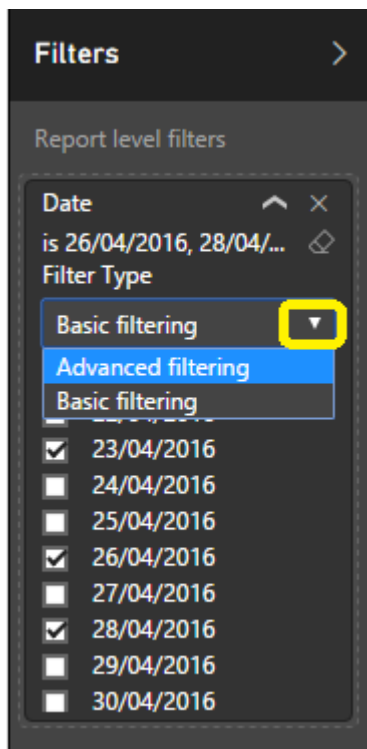 Filters
Report level filters
Date
is 26/04/2016, 28/04/...
Filter Type
Basic filtering
Advanced filtering
Basic filtering
23/04/2016
24/04/2016
25/04/2016
26/04/2016
27/04/2016
28/04/2016
29/04/2016
30/04/2016